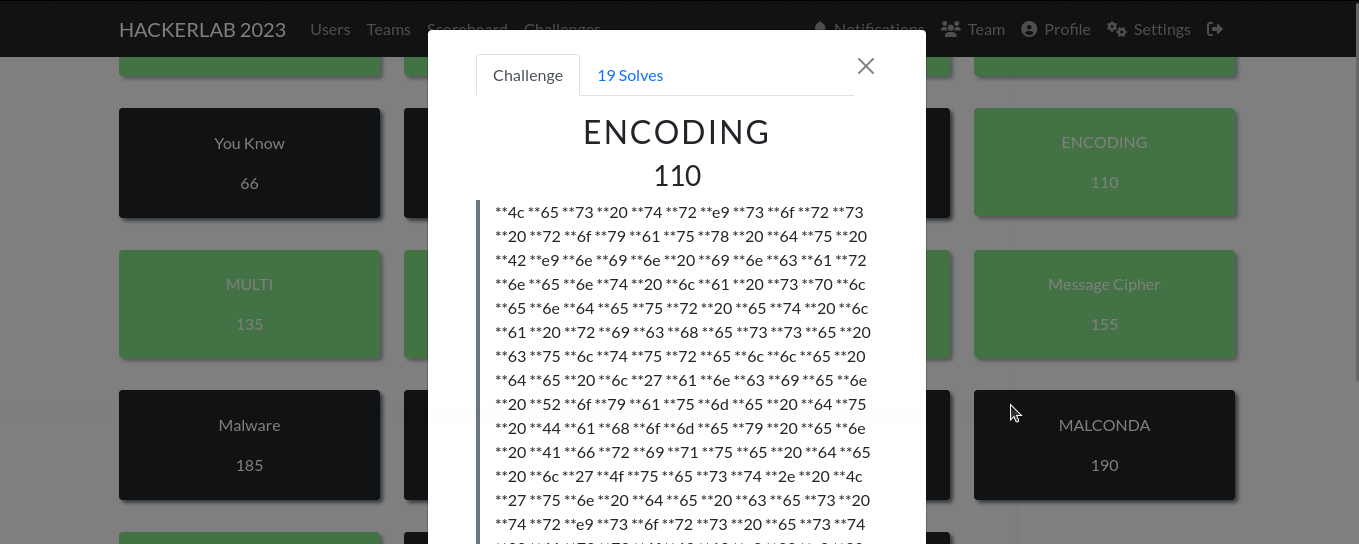 HACKERLAB 2023 Users Teams Scoreboard Challenges Notifications Team Profile Settings
Challenge 19 Solves
ENCODING
110
**4c **65 **73 **20 **74 **72 **e9 **73 **6f **72 **73
**20 **72 **6f **79 **61 **75 **78 **20 **64 **75 **20
**42 **e9 **6e **69 **6e **20 **69 **6e **63 **61 **72
**6e **65 **6e **74 **20 **6c **61 **20 **73 **70 **6c
**65 **6e **64 **65 **75 **72 **20 **65 **74 **20 **6c
**61 **20 **72 **69 **63 **68 **65 **73 **73 **65 **20
**63 **75 **6c **74 **75 **72 **65 **6c **6c **65 **20
**64 **65 **20 **6c **27 **61 **6e **63 **69 **65 **6e
**20 **52 **6f **79 **61 **75 **6d **65 **20 **64 **75
**20 **44 **61 **68 **6f **6d **65 **79 **20 **65 **6e
**20 **41 **66 **72 **69 **71 **75 **65 **20 **64 **65
**20 **6c **27 **4f **75 **65 **73 **74 **2e **20 **4c
**27 **75 **6e **20 **64 **65 **20 **63 **65 **73 **20
**74 **72 **e9 **73 **6f **72 **73 **20 **65 **73 **74
You Know
66
ENCODING
110
MULTI
135
Message Cipher
155
Malware
185
MALCONDA
190